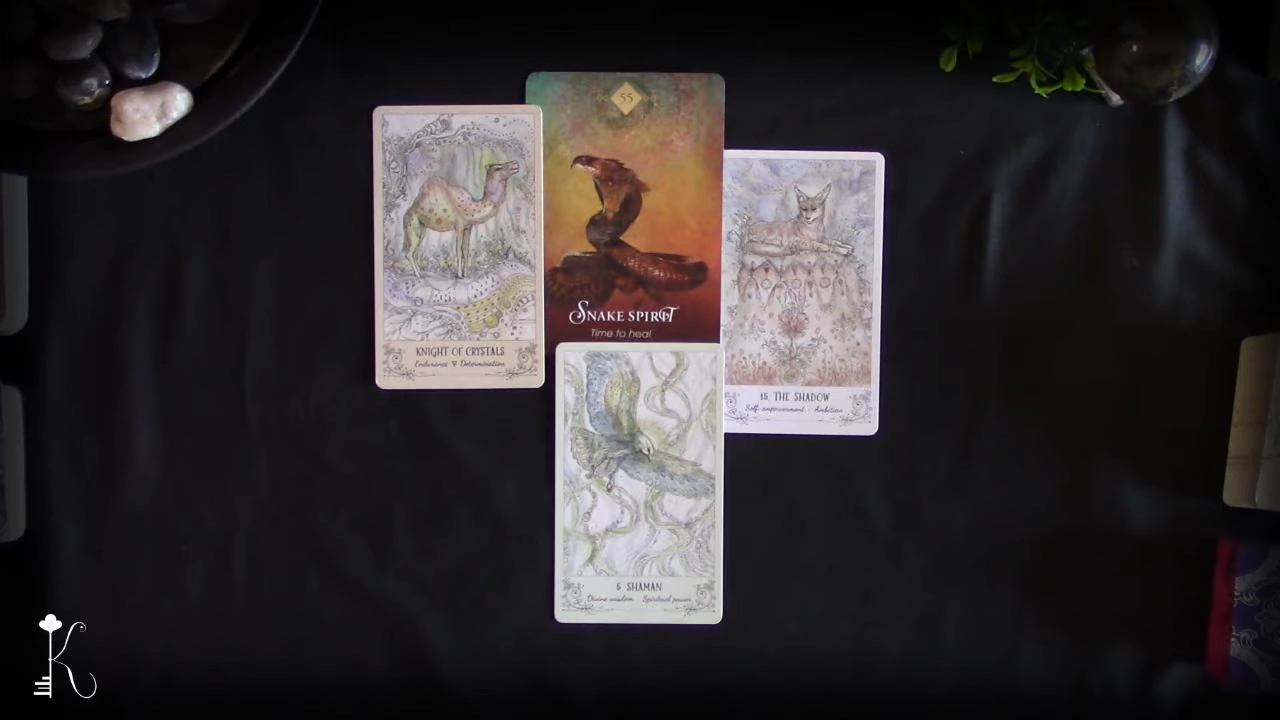 55
SNAKE SPIRIT
Time to heal
KNIGHT OF CRYSTALS
Endurance Determination
15. THE SHADOW
Self-empowerment · Ambition
5. SHAMAN
Divine wisdom · Spiritual power
K